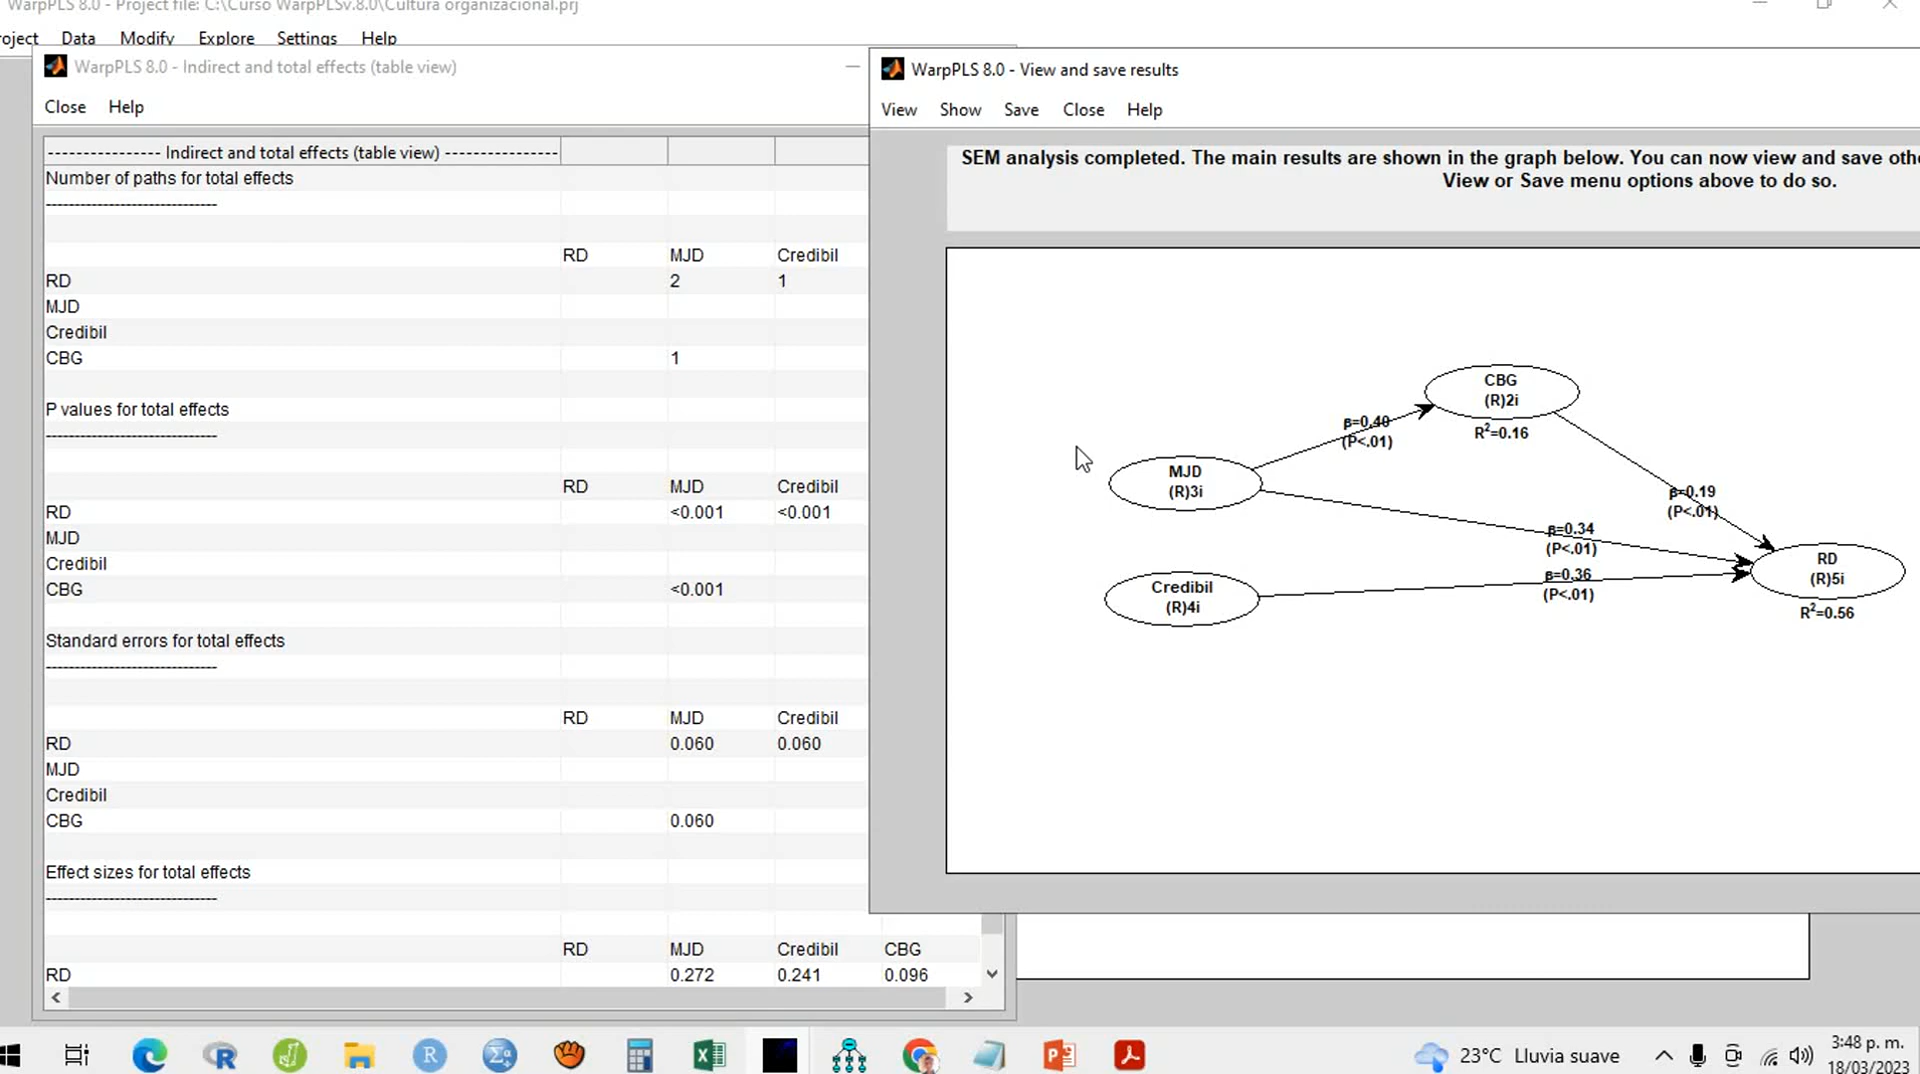 WarpPLS 8.0 - Project file: C:\Curso WarpPLSv.8.0\Cultura organizacional.prj
roject Data Modify Explore Settings Help
WarpPLS 8.0 - Indirect and total effects (table view)
Close Help
---------------- Indirect and total effects (table view) ----------------
Number of paths for total effects
------------------------------
RD MJD Credibil
RD 2 1
MJD
Credibil
CBG 1
P values for total effects
------------------------------
RD MJD Credibil
RD <0.001 <0.001
MJD
Credibil
CBG <0.001
Standard errors for total effects
------------------------------
RD MJD Credibil
RD 0.060 0.060
MJD
Credibil
CBG 0.060
Effect sizes for total effects
------------------------------
RD MJD Credibil CBG
RD 0.272 0.241 0.096
WarpPLS 8.0 - View and save results
View Show Save Close Help
SEM analysis completed. The main results are shown in the graph below. You can now view and save othe
View or Save menu options above to do so.
CBG
(R)2i
R²=0.16
β=0.40
(P<.01)
MJD
(R)3i
β=0.19
(P<.01)
β=0.34
(P<.01)
RD
(R)5i
R²=0.56
β=0.36
(P<.01)
Credibil
(R)4i
23°C Lluvia suave
3:48 p. m.
18/03/2023